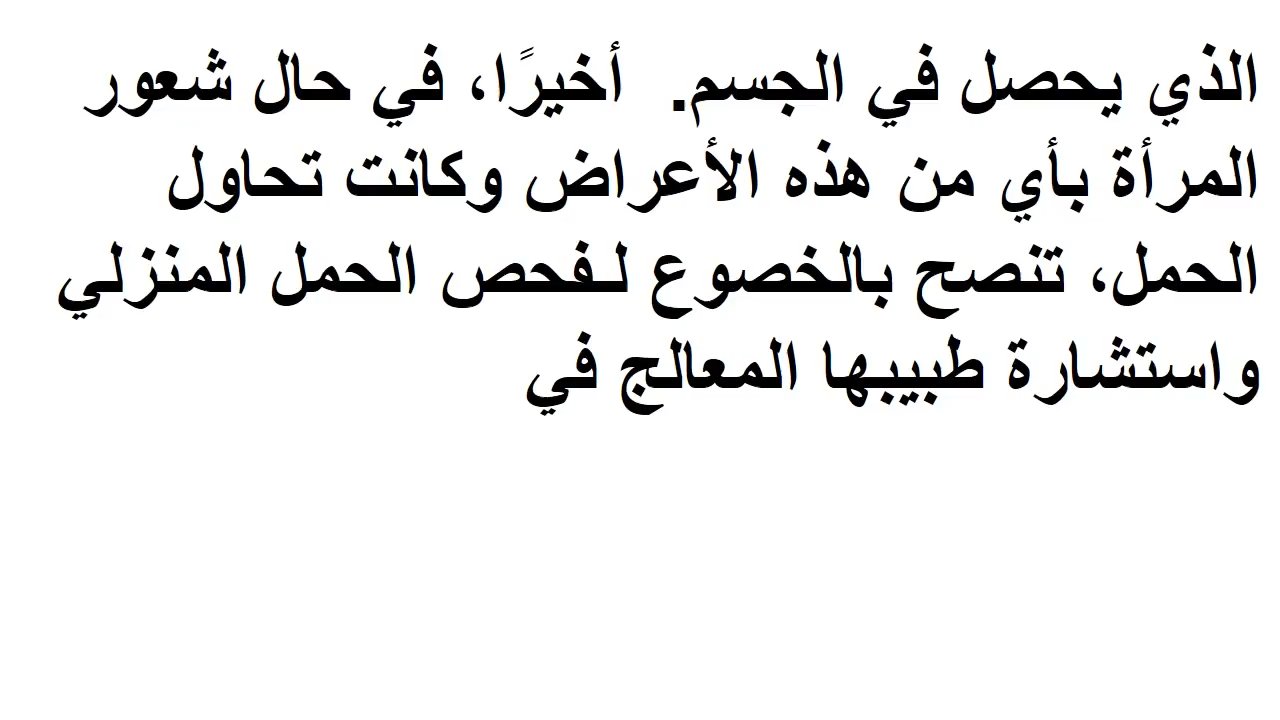 الذي يحصل في الجسم.  أخيرًا، في حال شعور
المرأة بأي من هذه الأعراض وكانت تحاول
الحمل، تنصح بالخصوع لـفحص الحمل المنزلي
واستشارة طبيبها المعالج في